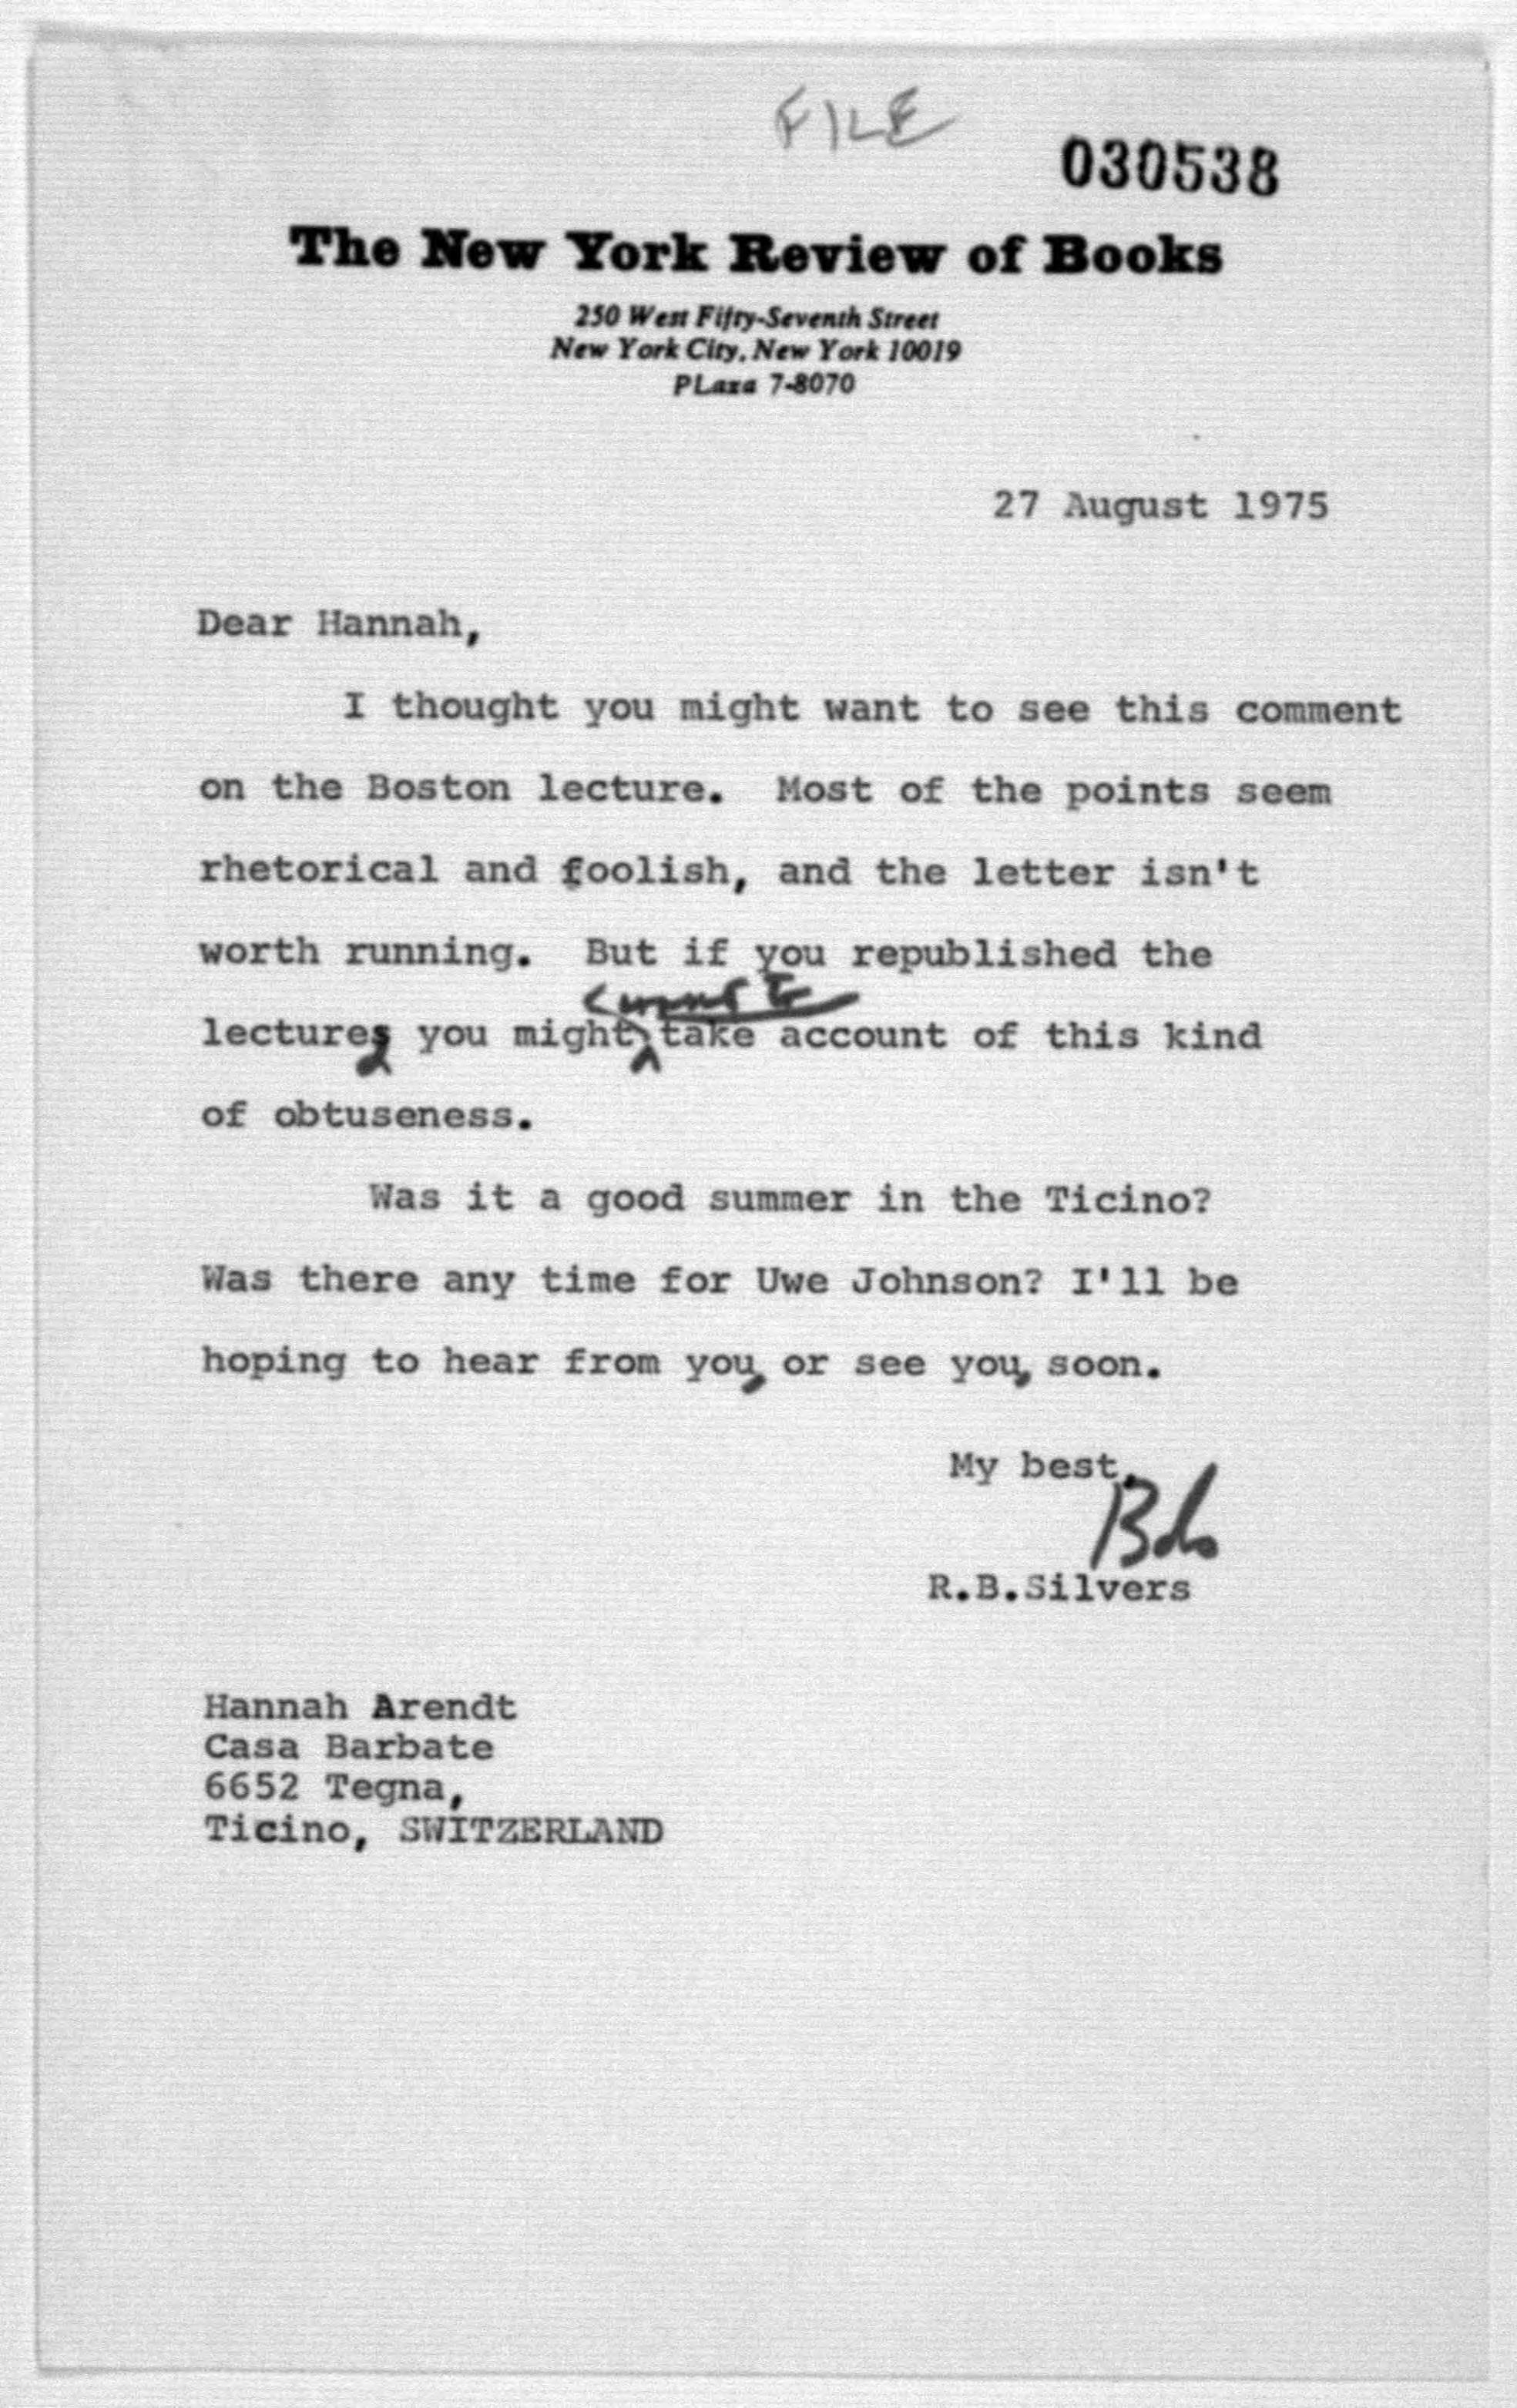 FILE
030538
The New York Review of Books
250 West Fifty-Seventh Street
New York City, New York 10019
PLaza 7-8070
27 August 1975
Dear Hannah,
I thought you might want to see this comment
on the Boston lecture. Most of the points seem
rhetorical and foolish, and the letter isn't
worth running. But if you republished the
want to
lecture, you might take account of this kind
of obtuseness.
Was it a good summer in the Ticino?
Was there any time for Uwe Johnson? I'll be
hoping to hear from you, or see you, soon.
My best,
Bob
R.B.Silvers
Hannah Arendt
Casa Barbate
6652 Tegna,
Ticino, SWITZERLAND